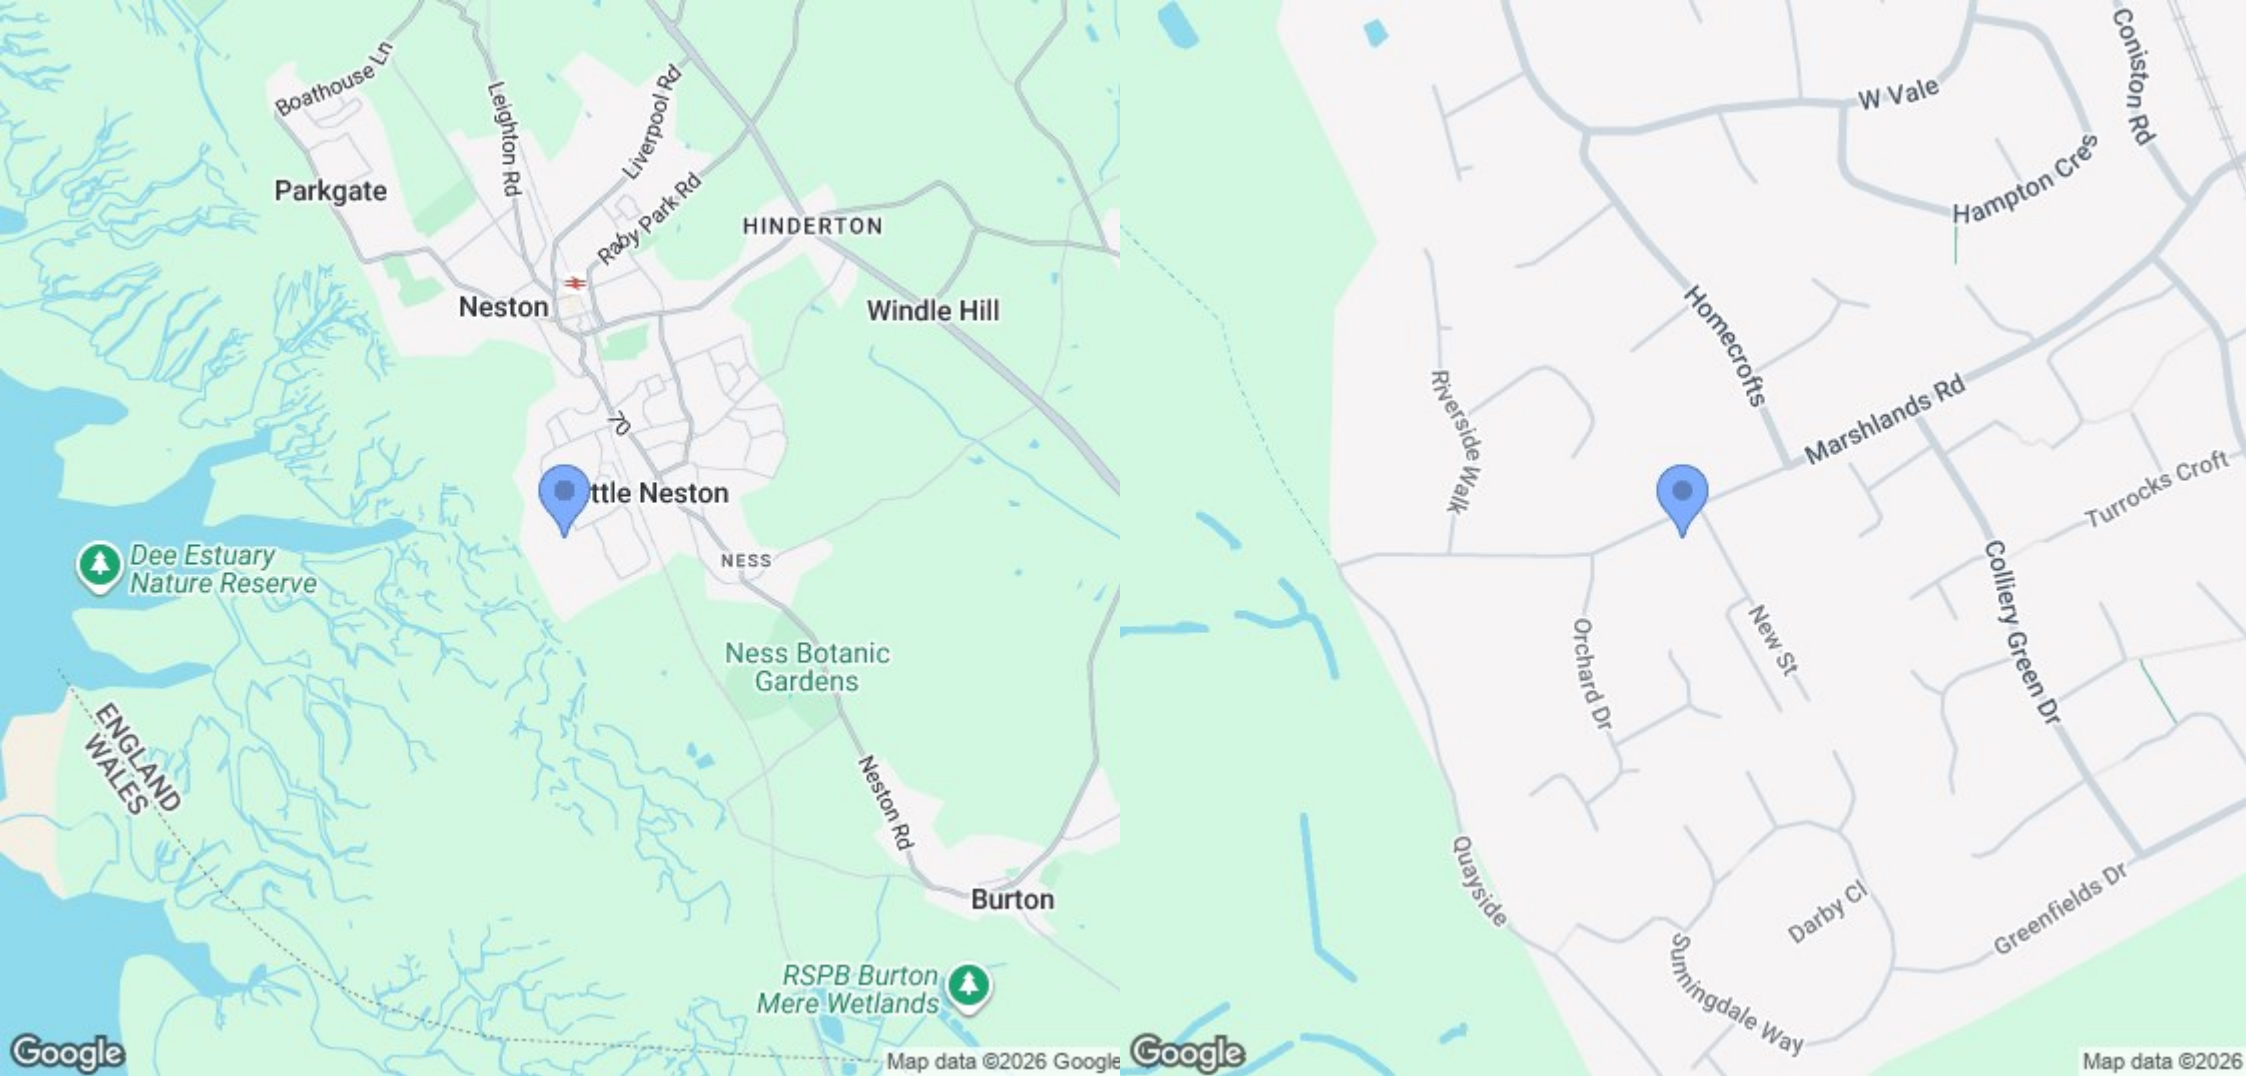 Boathouse Ln
Leighton Rd
Liverpool Rd
Parkgate
Raby Park Rd
HINDERTON
Neston
Windle Hill
70
ttle Neston
Dee Estuary
Nature Reserve
NESS
Ness Botanic
Gardens
ENGLAND
WALES
Neston Rd
Burton
RSPB Burton
Mere Wetlands
Google
Map data ©2026 Google
Coniston Rd
W Vale
Hampton Cres
Homecrofts
Riverside Walk
Marshlands Rd
Turrocks Croft
Colliery Green Dr
New St
Orchard Dr
Quayside
Darby Cl
Greenfields Dr
Sunningdale Way
Google
Map data ©2026